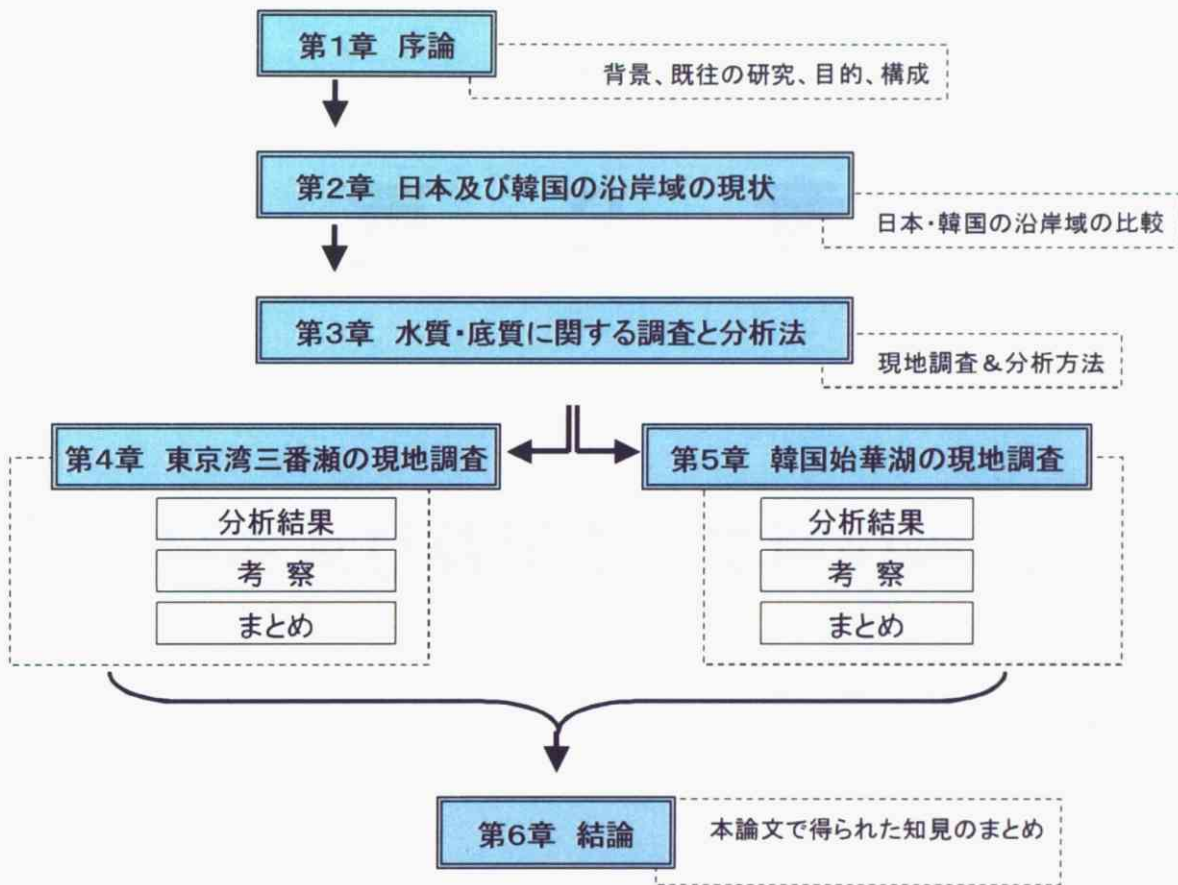 第1章 序論
背景、既往の研究、目的、構成
第2章 日本及び韓国の沿岸域の現状
日本・韓国の沿岸域の比較
第3章 水質・底質に関する調査と分析法
現地調査&分析方法
第4章 東京湾三番瀬の現地調査
分析結果
考 察
まとめ
第5章 韓国始華湖の現地調査
分析結果
考 察
まとめ
第6章 結論
本論文で得られた知見のまとめ